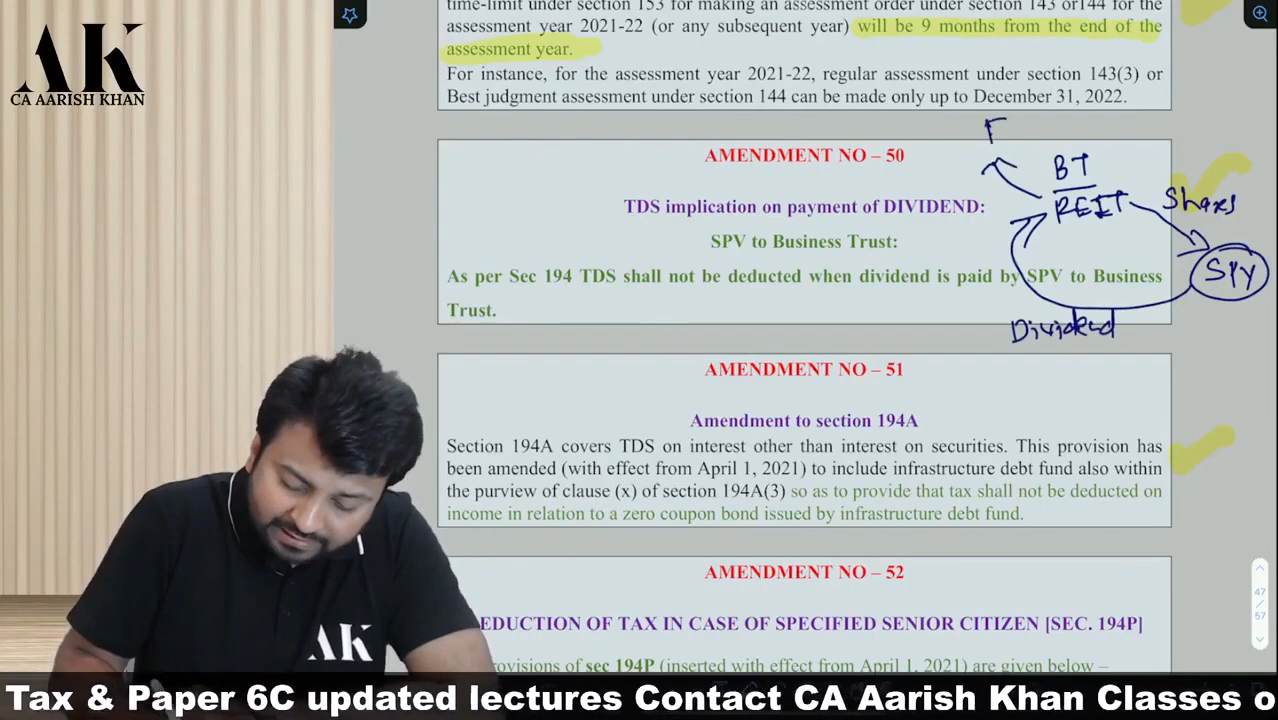 AK
CA AARISH KHAN
time-limit under section 153 for making an assessment order under section 143 or144 for the
assessment year 2021-22 (or any subsequent year) will be 9 months from the end of the
assessment year.
For instance, for the assessment year 2021-22, regular assessment under section 143(3) or
Best judgment assessment under section 144 can be made only up to December 31, 2022.
AMENDMENT NO – 50
TDS implication on payment of DIVIDEND:
SPV to Business Trust:
As per Sec 194 TDS shall not be deducted when dividend is paid by SPV to Business
Trust.
BT
REIT
Shares
SPV
Dividend
AMENDMENT NO – 51
Amendment to section 194A
Section 194A covers TDS on interest other than interest on securities. This provision has
been amended (with effect from April 1, 2021) to include infrastructure debt fund also within
the purview of clause (x) of section 194A(3) so as to provide that tax shall not be deducted on
income in relation to a zero coupon bond issued by infrastructure debt fund.
AMENDMENT NO – 52
EDUCTION OF TAX IN CASE OF SPECIFIED SENIOR CITIZEN [SEC. 194P]
rovisions of sec 194P (inserted with effect from April 1, 2021) are given below –
47
/
57
AK
Tax & Paper 6C updated lectures Contact CA Aarish Khan Classes o